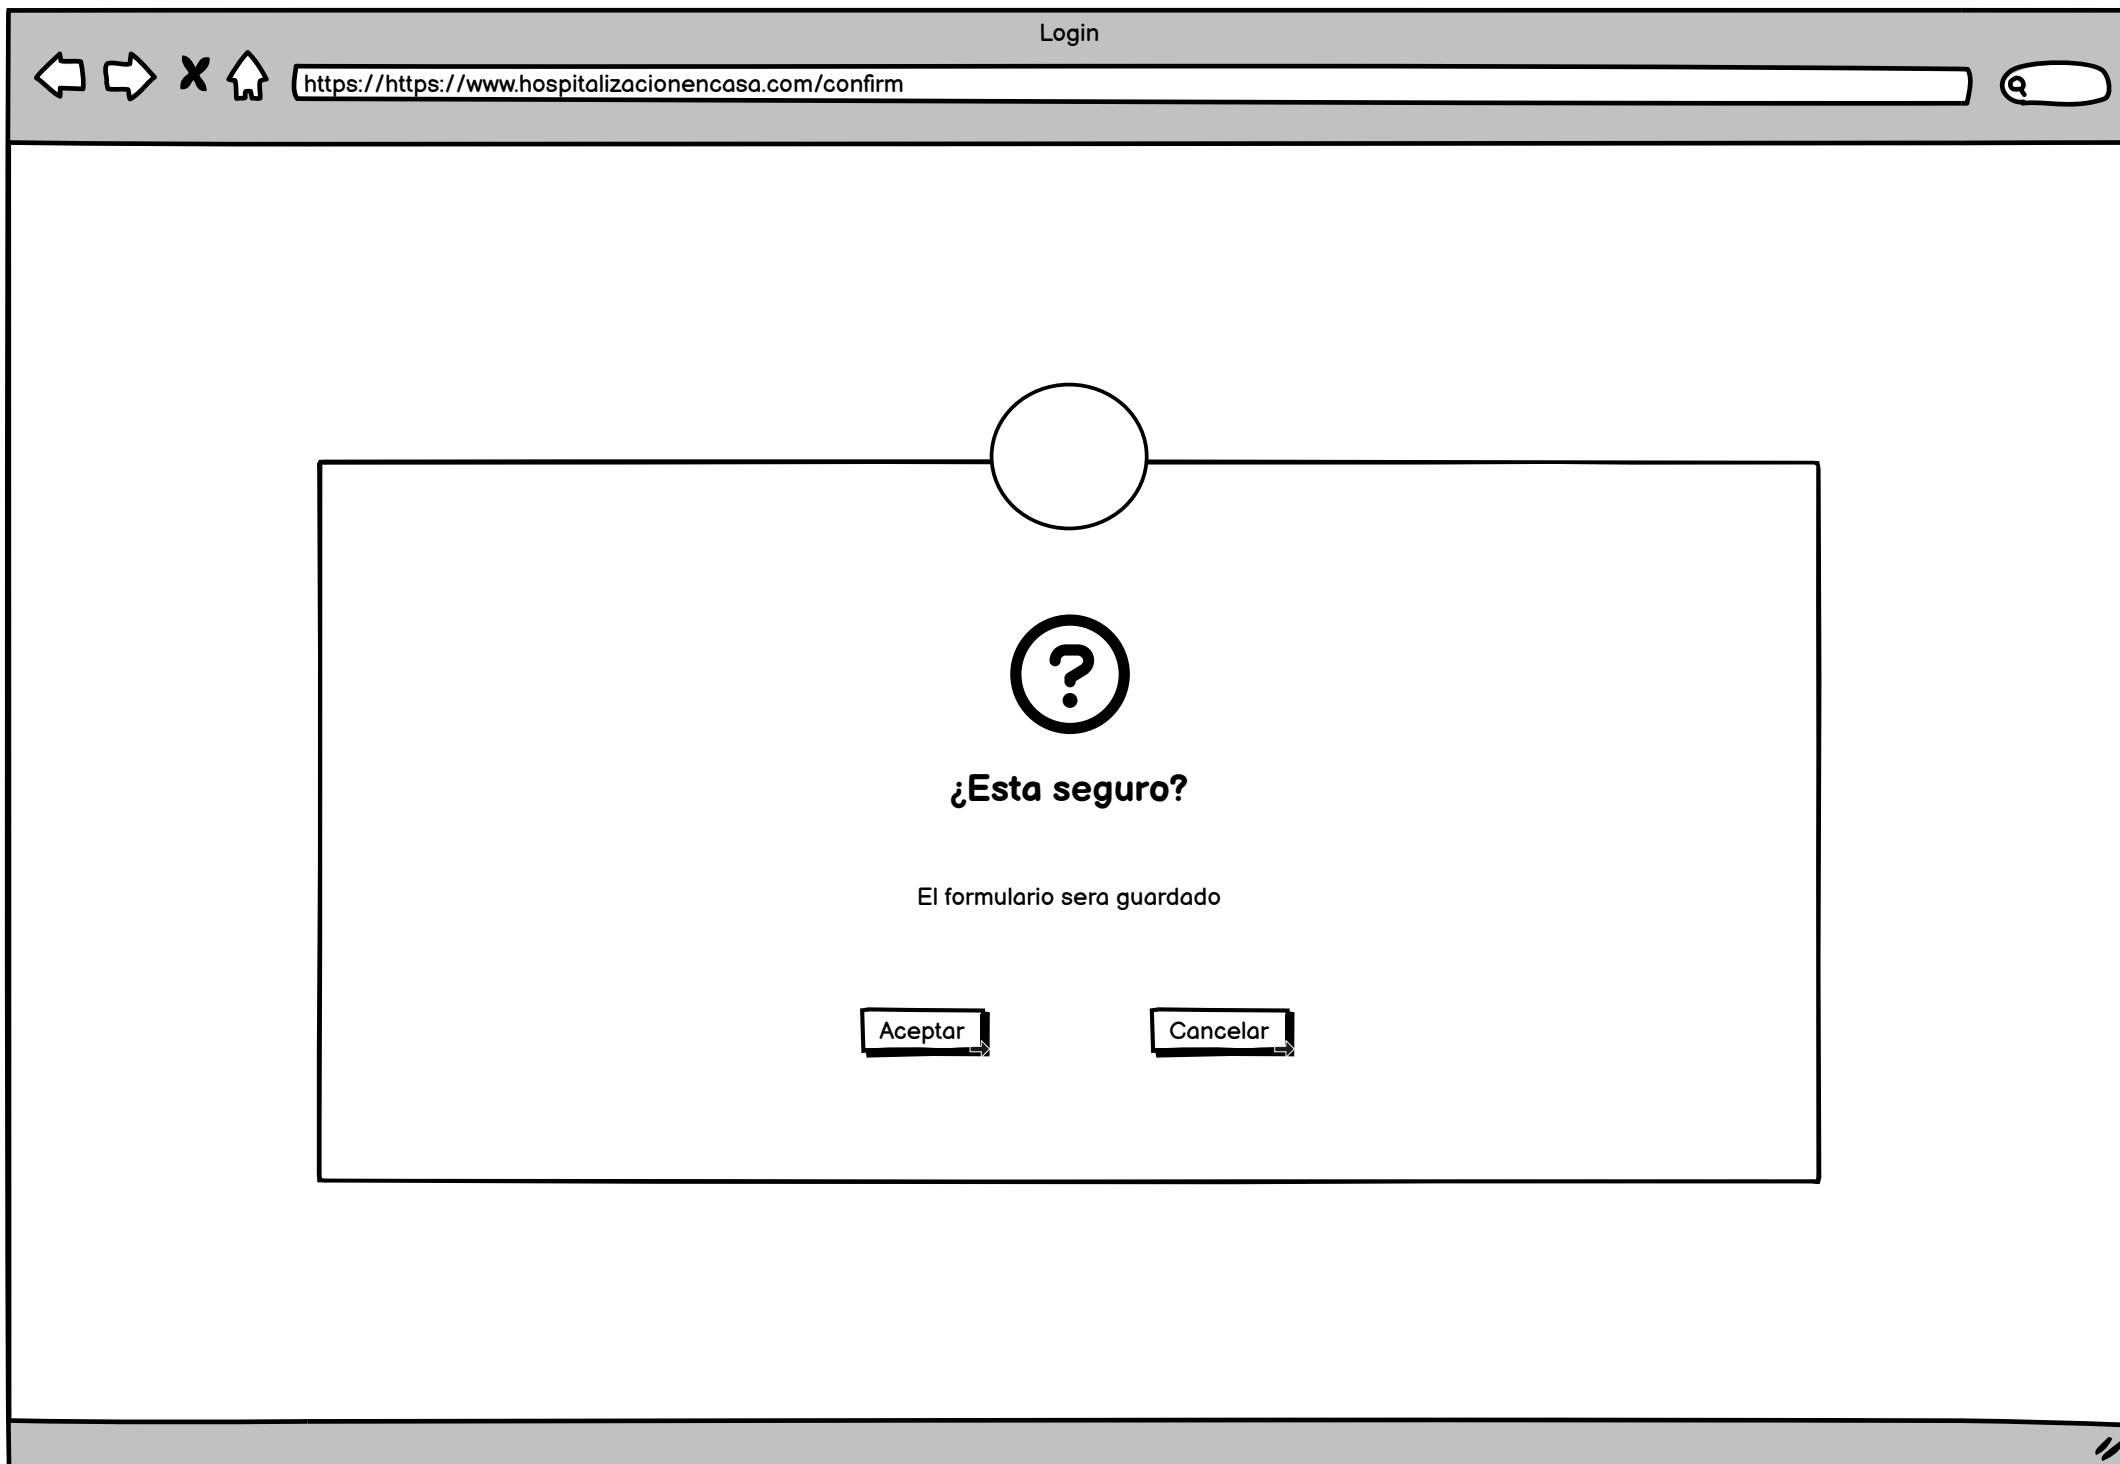 Login
https://https://www.hospitalizacionencasa.com/confirm
¿Esta seguro?
El formulario sera guardado
Aceptar
Cancelar